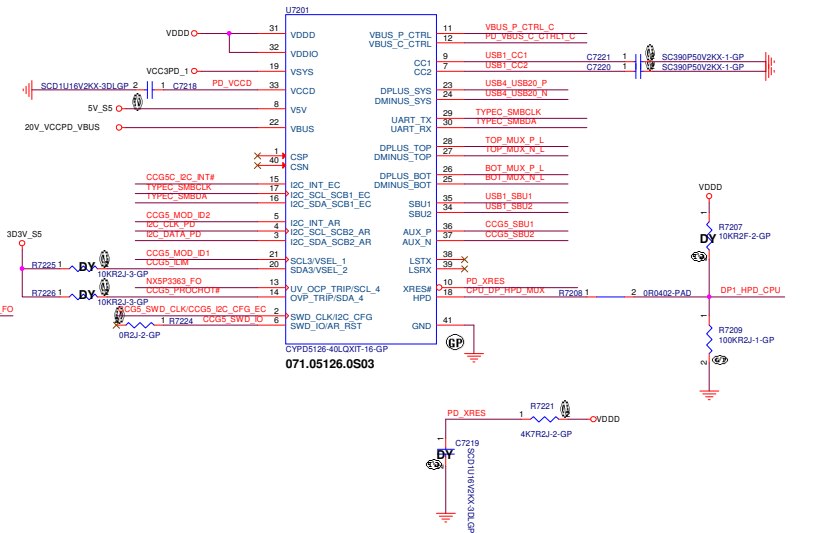 U7201
VDDD
31
VDDD
32
VDDIO
VCC3PD_1
19
VSYS
SCD1U16V2KX-3DLGP
2
1
C7218
PD_VCCD
33
VCCD
5V_S5
8
V5V
20V_VCCPD_VBUS
22
VBUS
1
CSP
40
CSN
CCG5C_I2C_INT#
15
I2C_INT_EC
TYPEC_SMBCLK
17
I2C_SCL_SCB1_EC
TYPEC_SMBDA
16
I2C_SDA_SCB1_EC
CCG5_MOD_ID2
5
I2C_INT_AR
I2C_CLK_PD
4
I2C_SCL_SCB2_AR
I2C_DATA_PD
3
I2C_SDA_SCB2_AR
3D3V_S5
CCG5_MOD_ID1
21
SCL3/VSEL_1
R7225
1
DY
CCG5_ILIM
20
SDA3/VSEL_2
10KR2J-3-GP
NX5P3363_FO
13
UV_OCP_TRIP/SCL_4
R7226
1
DY
CCG5_PROCHOT#
14
OVP_TRIP/SDA_4
10KR2J-3-GP
_FO
CCG5_SWD_CLK/CCG5_I2C_CFG_EC
2
SWD_CLK/I2C_CFG
1
R7224
CCG5_SWD_IO
6
SWD_IO/AR_RST
0R2J-2-GP
VBUS_P_CTRL
11
VBUS_P_CTRL_C
VBUS_C_CTRL
12
PD_VBUS_C_CTRL1_C
CC1
9
USB1_CC1
C7221
1
SC390P50V2KX-1-GP
CC2
7
USB1_CC2
C7220
1
SC390P50V2KX-1-GP
DPLUS_SYS
23
USB4_USB20_P
DMINUS_SYS
24
USB4_USB20_N
UART_TX
29
TYPEC_SMBCLK
UART_RX
30
TYPEC_SMBDA
DPLUS_TOP
28
TOP_MUX_P_L
DMINUS_TOP
27
TOP_MUX_N_L
DPLUS_BOT
26
BOT_MUX_P_L
DMINUS_BOT
25
BOT_MUX_N_L
SBU1
35
USB1_SBU1
SBU2
34
USB1_SBU2
AUX_P
36
CCG5_SBU1
AUX_N
37
CCG5_SBU2
LSTX
38
LSRX
39
XRES#
10
PD_XRES
HPD
18
CPU_DP_HPD_MUX
R7208
1
2
0R0402-PAD
DP1_HPD_CPU
GND
41
GP
CYPD5126-40LQXIT-16-GP
071.05126.0S03
VDDD
1
R7207
DY
10KR2F-2-GP
1
R7209
100KR2J-1-GP
2
PD_XRES
1
R7221
VDDD
4K7R2J-2-GP
1
C7219
DY
SCD1U16V2KX-3DLGP